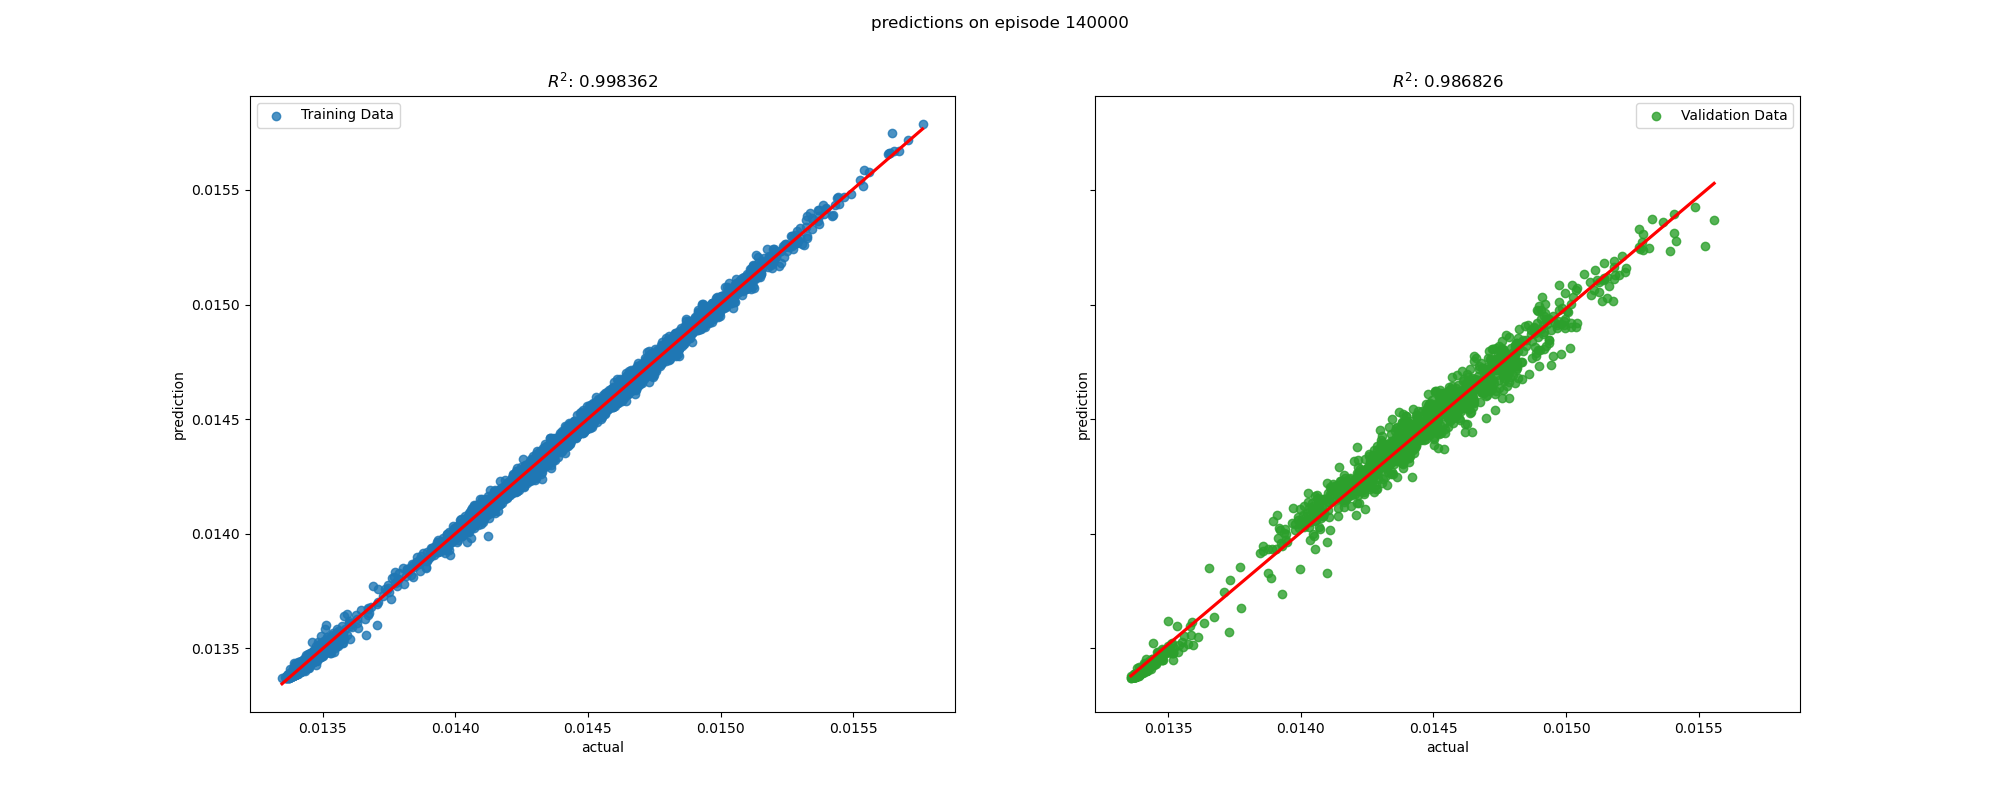 predictions on episode 140000
R²: 0.998362
Training Data
0.0155
0.0150
0.0145
0.0140
0.0135
prediction
0.0135 0.0140 0.0145 0.0150 0.0155
actual
R²: 0.986826
Validation Data
prediction
0.0135 0.0140 0.0145 0.0150 0.0155
actual